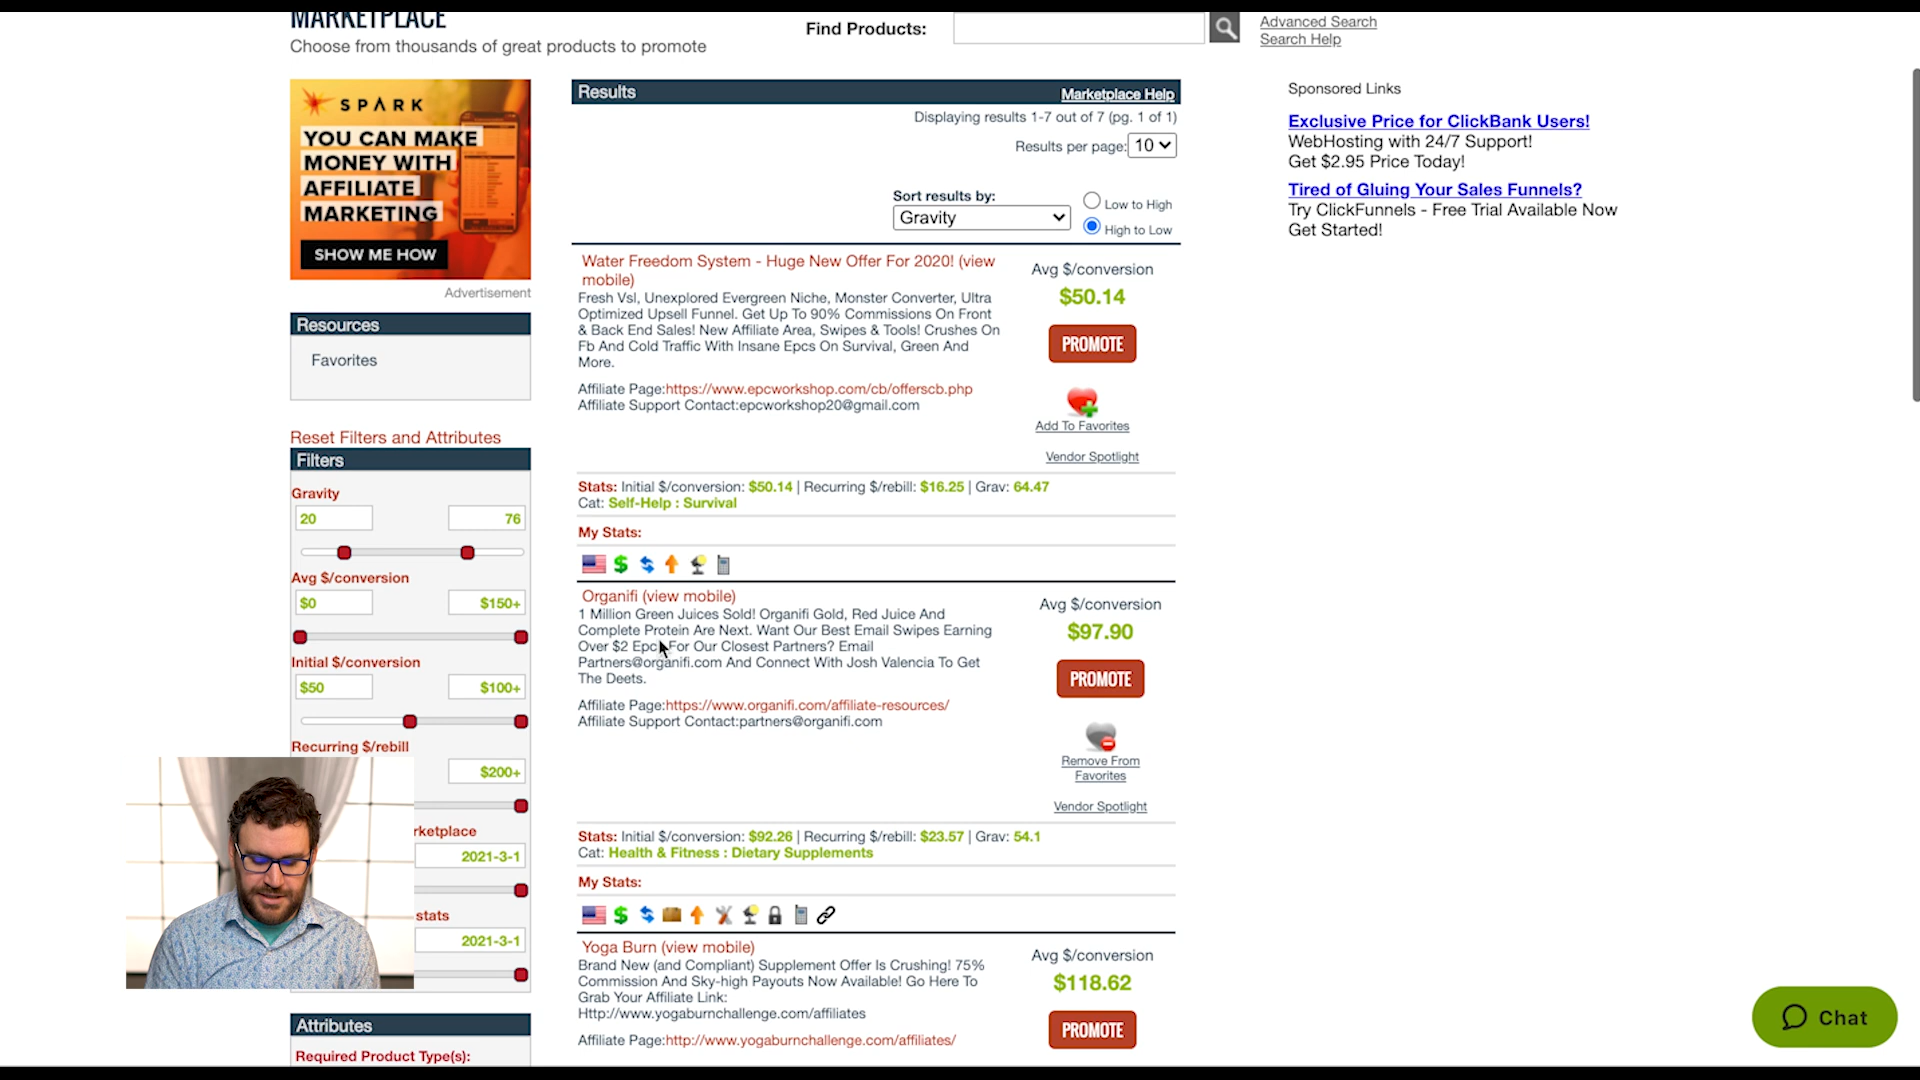 MARKETPLACE
Choose from thousands of great products to promote
Find Products:
Advanced Search
Search Help
SPARK
YOU CAN MAKE
MONEY WITH
AFFILIATE
MARKETING
SHOW ME HOW
Advertisement
Resources
Favorites
Reset Filters and Attributes
Filters
Gravity
20 76
Avg $/conversion
$0 $150+
Initial $/conversion
$50 $100+
Recurring $/rebill
$200+
rketplace
2021-3-1
stats
2021-3-1
Attributes
Required Product Type(s):
Results Marketplace Help
Displaying results 1-7 out of 7 (pg. 1 of 1)
Results per page: 10
Sort results by:
Gravity
Low to High
High to Low
Water Freedom System - Huge New Offer For 2020! (view
mobile)
Fresh Vsl, Unexplored Evergreen Niche, Monster Converter, Ultra
Optimized Upsell Funnel. Get Up To 90% Commissions On Front
& Back End Sales! New Affiliate Area, Swipes & Tools! Crushes On
Fb And Cold Traffic With Insane Epcs On Survival, Green And
More.
Affiliate Page:https://www.epcworkshop.com/cb/offerscb.php
Affiliate Support Contact:epcworkshop20@gmail.com
Avg $/conversion
$50.14
PROMOTE
Add To Favorites
Vendor Spotlight
Stats: Initial $/conversion: $50.14 | Recurring $/rebill: $16.25 | Grav: 64.47
Cat: Self-Help : Survival
My Stats:
Organifi (view mobile)
1 Million Green Juices Sold! Organifi Gold, Red Juice And
Complete Protein Are Next. Want Our Best Email Swipes Earning
Over $2 Epcs For Our Closest Partners? Email
Partners@organifi.com And Connect With Josh Valencia To Get
The Deets.
Affiliate Page:https://www.organifi.com/affiliate-resources/
Affiliate Support Contact:partners@organifi.com
Avg $/conversion
$97.90
PROMOTE
Remove From
Favorites
Vendor Spotlight
Stats: Initial $/conversion: $92.26 | Recurring $/rebill: $23.57 | Grav: 54.1
Cat: Health & Fitness : Dietary Supplements
My Stats:
Yoga Burn (view mobile)
Brand New (and Compliant) Supplement Offer Is Crushing! 75%
Commission And Sky-high Payouts Now Available! Go Here To
Grab Your Affiliate Link:
Http://www.yogaburnchallenge.com/affiliates
Affiliate Page:http://www.yogaburnchallenge.com/affiliates/
Avg $/conversion
$118.62
PROMOTE
Sponsored Links
Exclusive Price for ClickBank Users!
WebHosting with 24/7 Support!
Get $2.95 Price Today!
Tired of Gluing Your Sales Funnels?
Try ClickFunnels - Free Trial Available Now
Get Started!
Chat